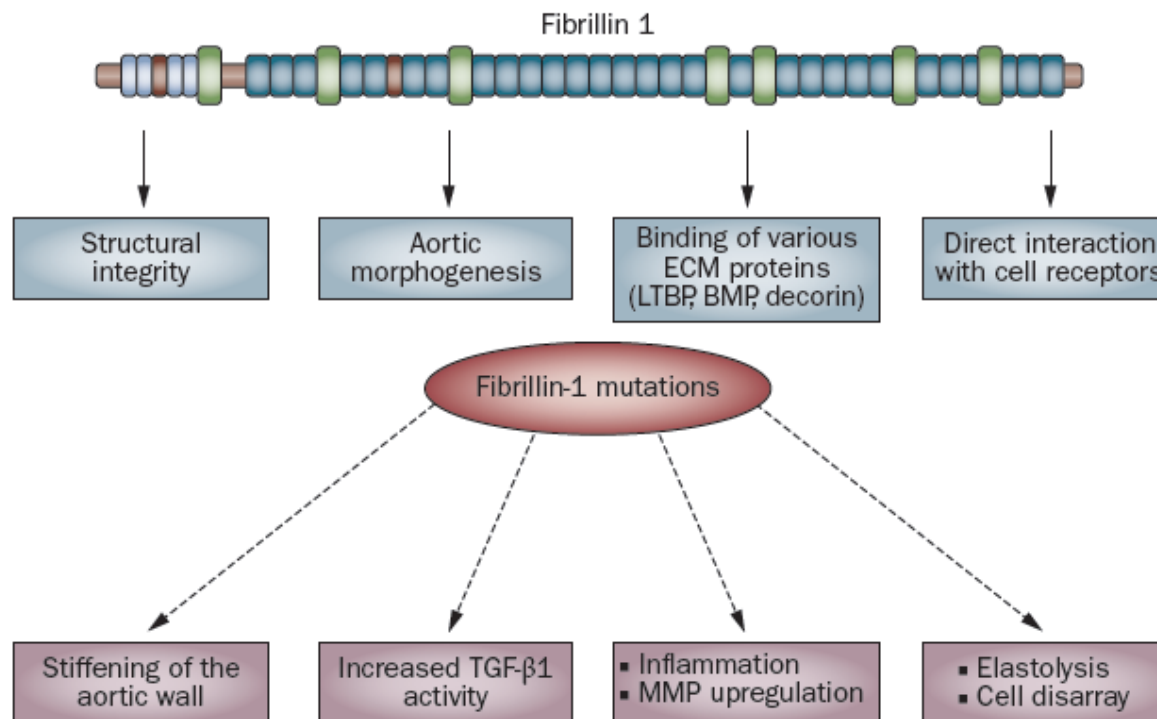 Fibrillin 1
Structural
integrity
Aortic
morphogenesis
Binding of various
ECM proteins
(LTBP, BMP, decorin)
Direct interaction
with cell receptors
Fibrillin-1 mutations
Stiffening of the
aortic wall
Increased TGF-β1
activity
▪ Inflammation
▪ MMP upregulation
▪ Elastolysis
▪ Cell disarray